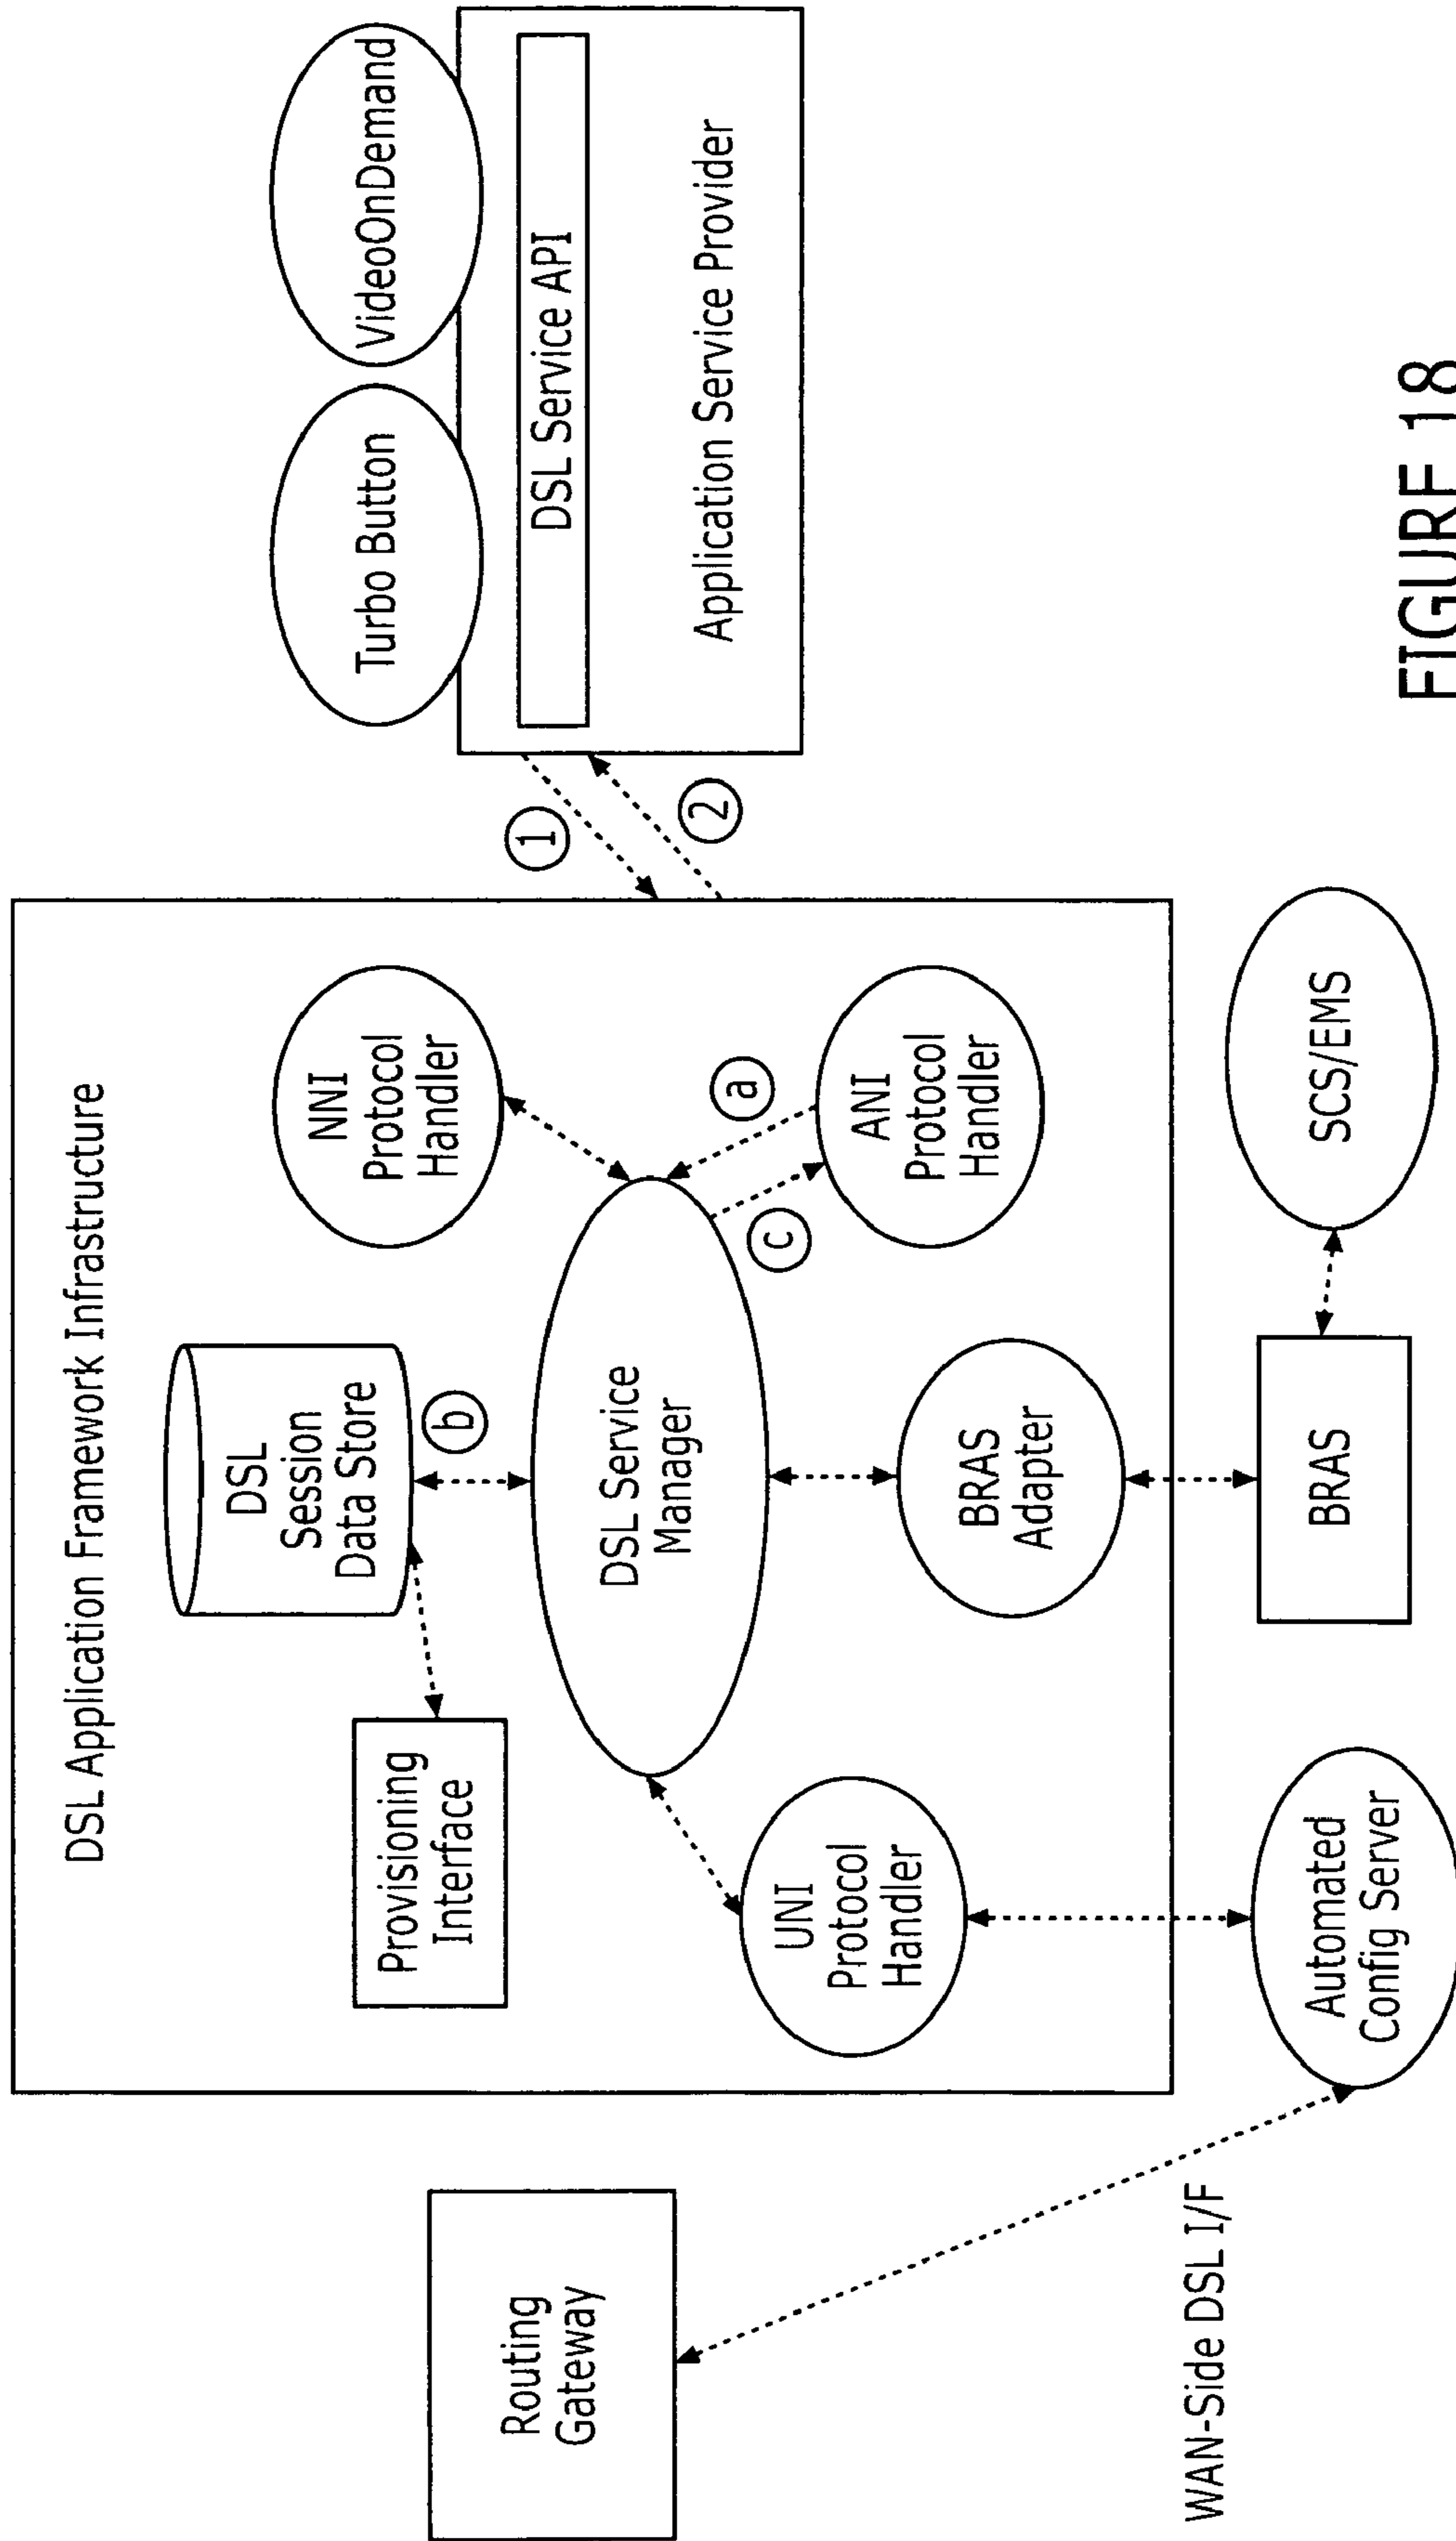 DSL Application Framework Infrastructure
Routing
Gateway
WAN-Side DSL I/F
Provisioning
Interface
DSL
Session
Data Store
b
NNI
Protocol
Handler
DSL Service
Manager
a
c
UNI
Protocol
Handler
BRAS
Adapter
ANI
Protocol
Handler
Automated
Config Server
BRAS
SCS/EMS
1
2
Turbo Button
VideoOnDemand
DSL Service API
Application Service Provider
FIGURE 18